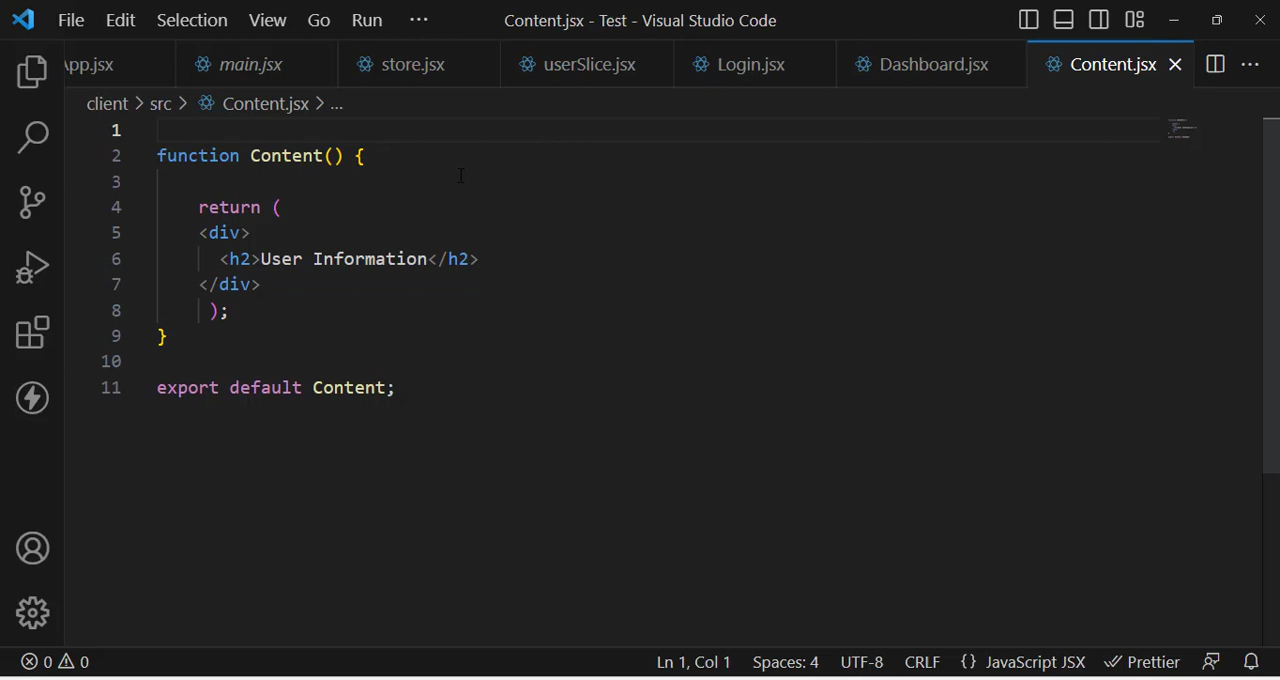 File Edit Selection View Go Run ··· Content.jsx - Test - Visual Studio Code
App.jsx main.jsx store.jsx userSlice.jsx Login.jsx Dashboard.jsx Content.jsx
client > src > Content.jsx > ...
1
2 function Content() {
3
4 return (
5 <div>
6 <h2>User Information</h2>
7 </div>
8 );
9 }
10
11 export default Content;
0 0 Ln 1, Col 1 Spaces: 4 UTF-8 CRLF {} JavaScript JSX Prettier